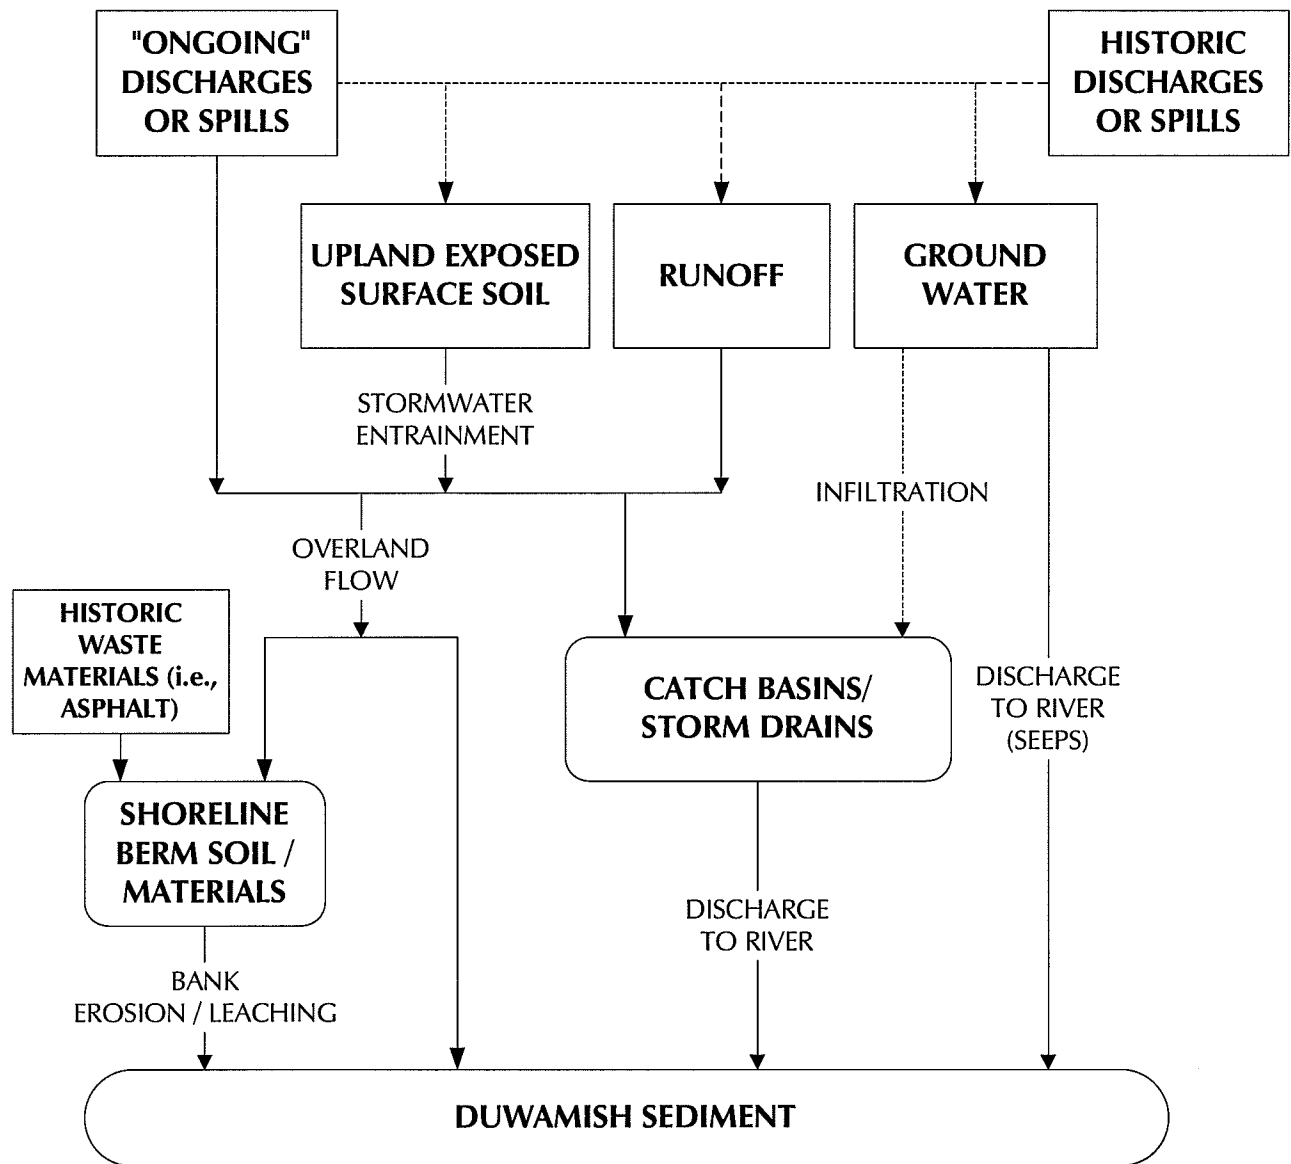 "ONGOING"
DISCHARGES
OR SPILLS
HISTORIC
DISCHARGES
OR SPILLS
UPLAND EXPOSED
SURFACE SOIL
RUNOFF
GROUND
WATER
STORMWATER
ENTRAINMENT
INFILTRATION
OVERLAND
FLOW
HISTORIC
WASTE
MATERIALS (i.e.,
ASPHALT)
CATCH BASINS/
STORM DRAINS
DISCHARGE
TO RIVER
(SEEPS)
SHORELINE
BERM SOIL /
MATERIALS
DISCHARGE
TO RIVER
BANK
EROSION / LEACHING
DUWAMISH SEDIMENT